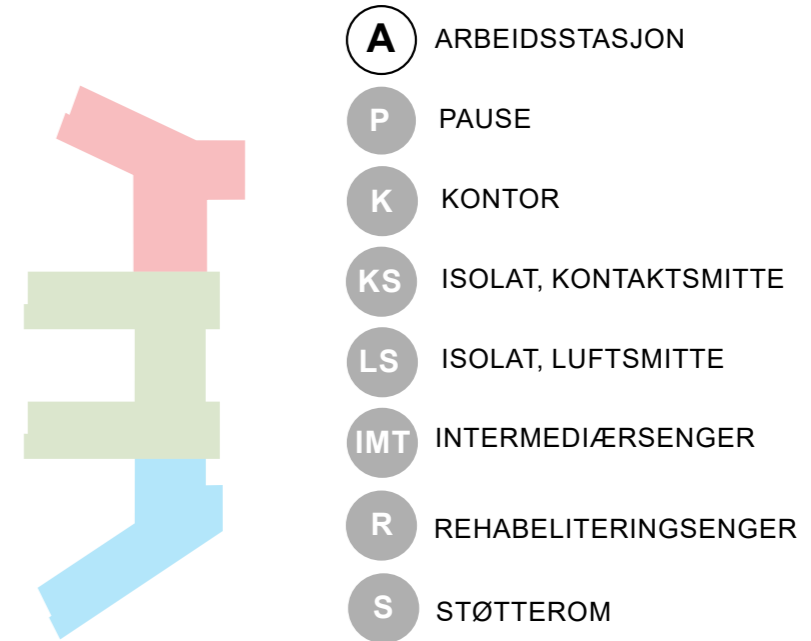 A ARBEIDSSTASJON
P PAUSE
K KONTOR
KS ISOLAT, KONTAKTSMITTE
LS ISOLAT, LUFTSMITTE
IMT INTERMEDIÆRSENGER
R REHABELITERINGSENGER
S STØTTEROM